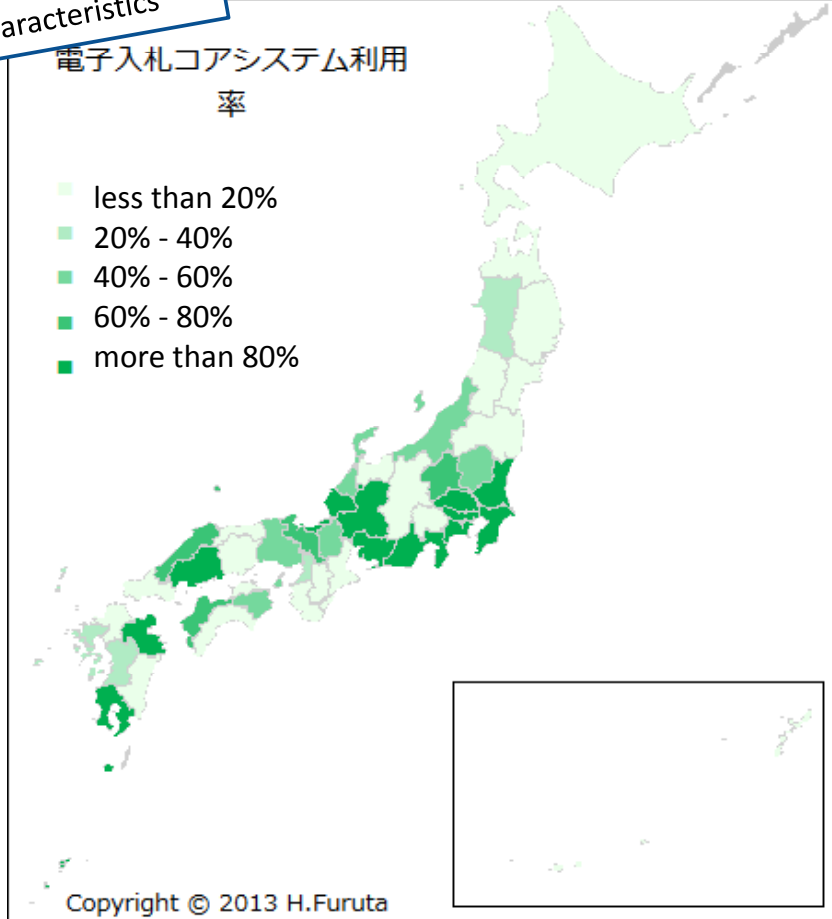 aracteristics
電子入札コアシステム利用
率
less than 20%
20% - 40%
40% - 60%
60% - 80%
more than 80%
Copyright © 2013 H.Furuta